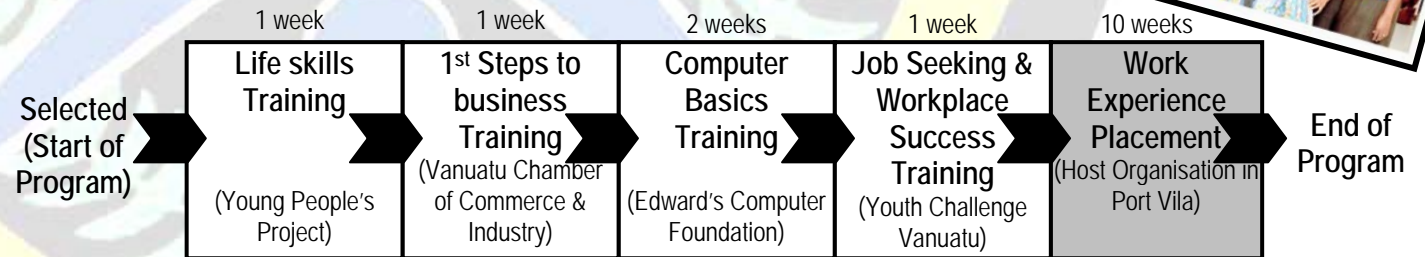 1 week
1 week
2 weeks
1 week
10 weeks
Selected
(Start of
Program)
Life skills
Training
(Young People's
Project)
1st Steps to
business
Training
(Vanuatu Chamber
of Commerce &
Industry)
Computer
Basics
Training
(Edward's Computer
Foundation)
Job Seeking &
Workplace
Success
Training
(Youth Challenge
Vanuatu)
Work
Experience
Placement
(Host Organisation in
Port Vila)
End of
Program